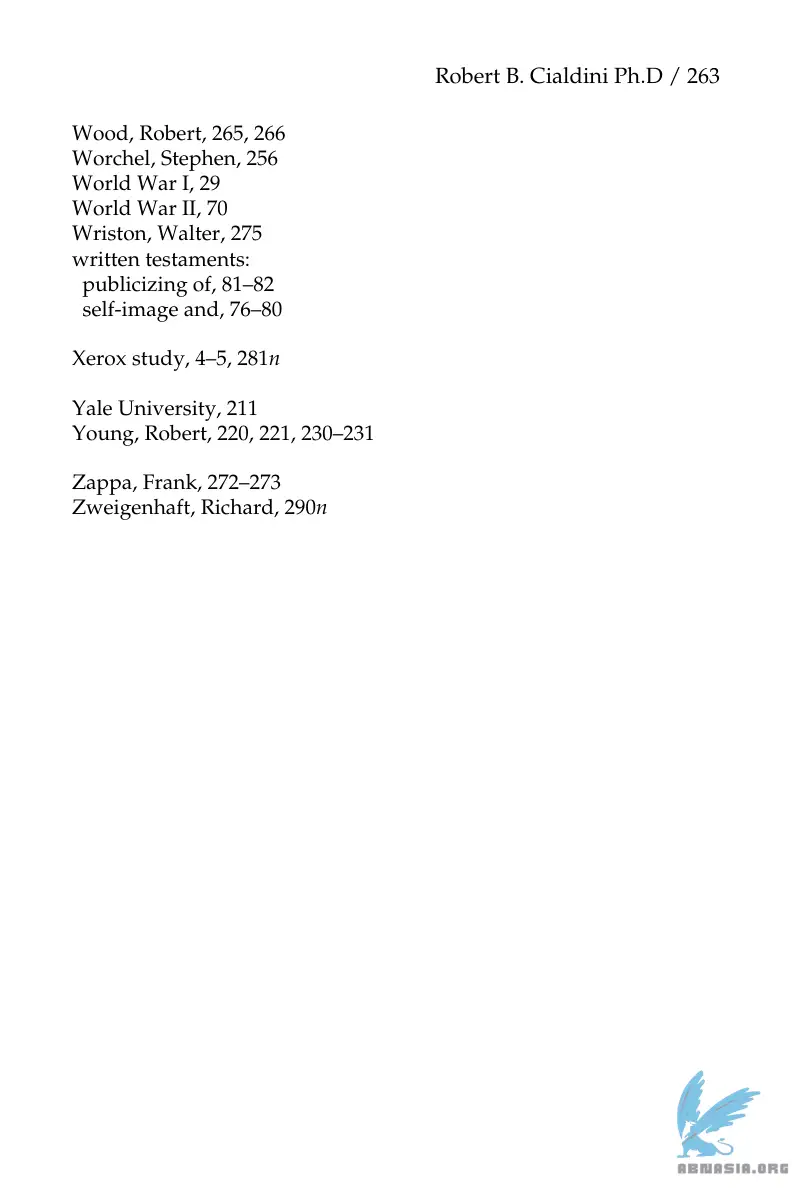 Robert B. Cialdini Ph.D / 263
Wood, Robert, 265, 266
Worchel, Stephen, 256
World War I, 29
World War II, 70
Wriston, Walter, 275
written testaments:
publicizing of, 81–82
self-image and, 76–80
Xerox study, 4–5, 281n
Yale University, 211
Young, Robert, 220, 221, 230–231
Zappa, Frank, 272–273
Zweigenhaft, Richard, 290n
ABNASIA.ORG